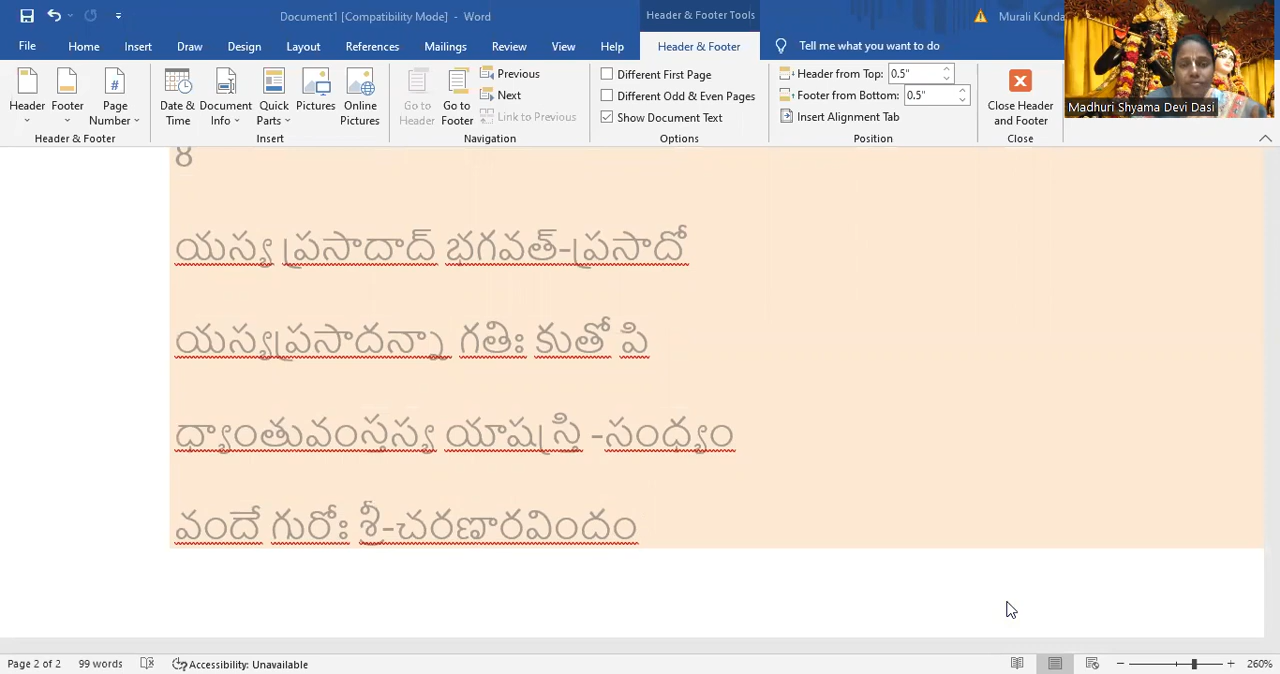 Document1 [Compatibility Mode] - Word
Header & Footer Tools
Murali Kunda
File Home Insert Draw Design Layout References Mailings Review View Help Header & Footer Tell me what you want to do
Header Footer Page Number Date & Time Document Info Quick Parts Pictures Online Pictures Go to Header Go to Footer Previous Next Link to Previous Different First Page Different Odd & Even Pages Show Document Text Header from Top: 0.5" Footer from Bottom: 0.5" Insert Alignment Tab Close Header and Footer
Header & Footer Insert Navigation Options Position Close
Madhuri Shyama Devi Dasi
8
యస్య ప్రసాదాద్ భగవత్-ప్రసాదో
యస్యప్రసాదన్నా గతిః కుతో పి
ధ్యాంతువంస్తస్య యాషస్త్రి -సంధ్యం
వందే గురోః శ్రీ-చరణారవిందం
Page 2 of 2 99 words Accessibility: Unavailable 260%